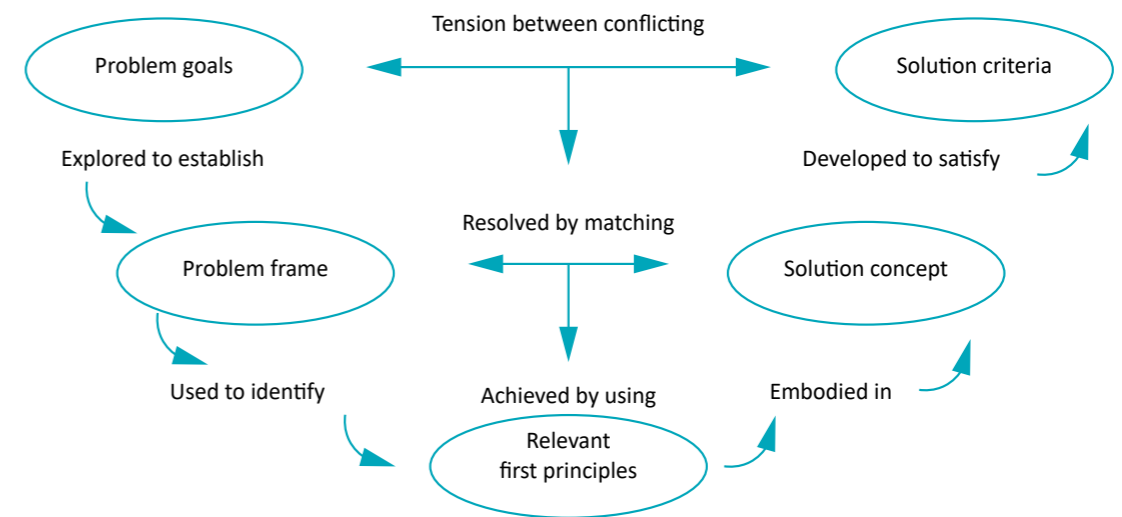 Tension between conflicting
Problem goals
Solution criteria
Explored to establish
Developed to satisfy
Resolved by matching
Problem frame
Solution concept
Used to identify
Achieved by using
Embodied in
Relevant
first principles